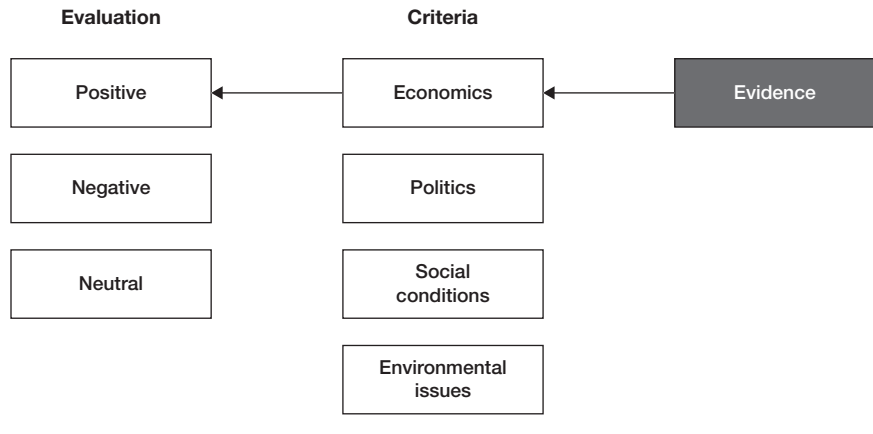 Evaluation
Criteria
Positive
Economics
Evidence
Negative
Politics
Neutral
Social
conditions
Environmental
issues